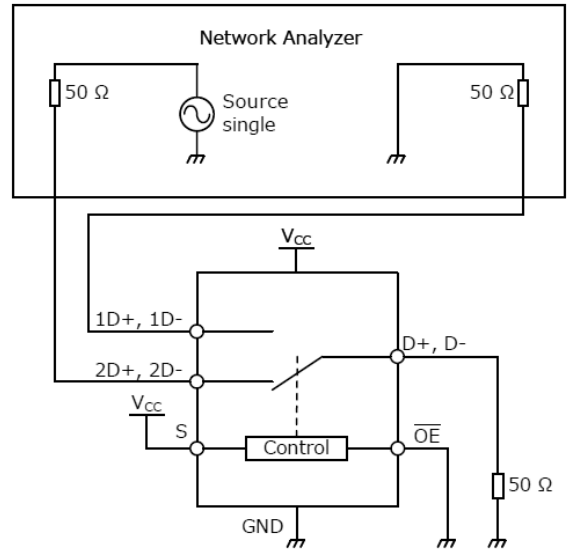 Network Analyzer
50 Ω
Source
single
50 Ω
VCC
1D+, 1D-
D+, D-
2D+, 2D-
VCC
S
Control
OE
50 Ω
GND